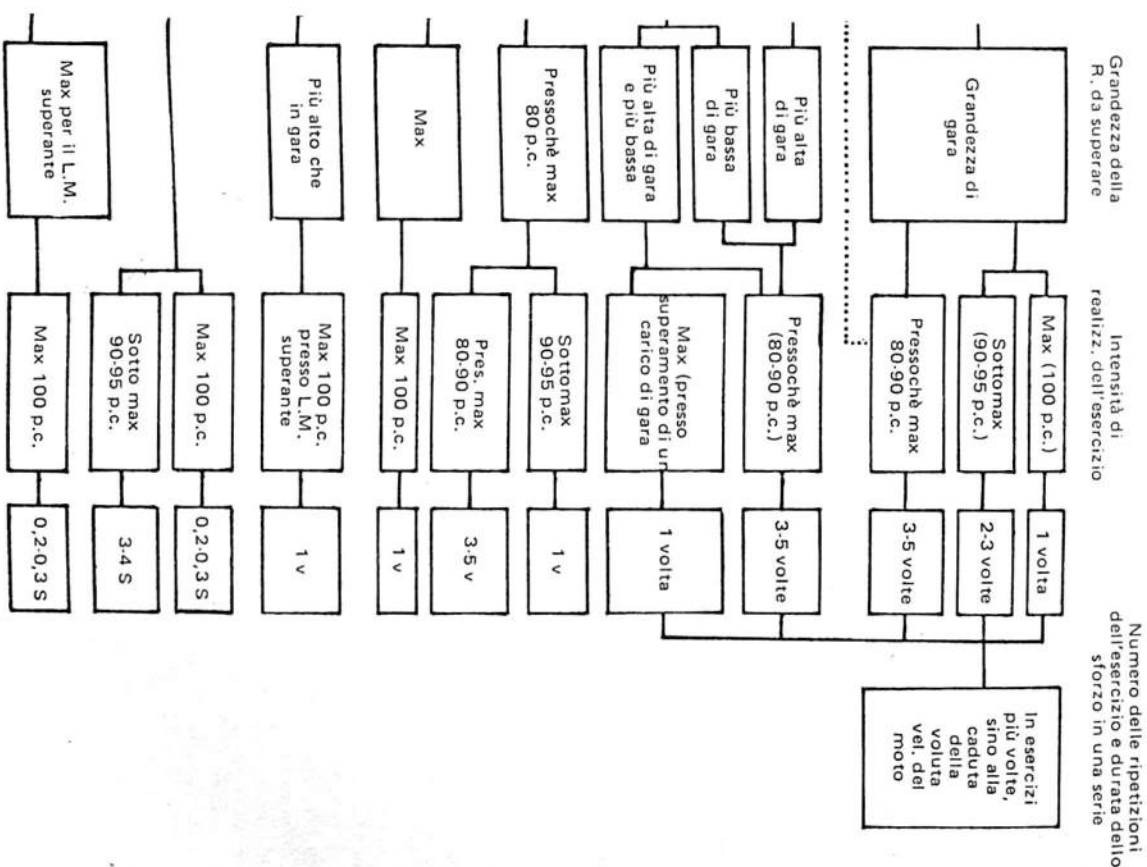 Grandezza della
R. da superare
Grandezza di
gara
Più alta
di gara
Più bassa
di gara
Più alta di gara
e più bassa
Pressochè max
80 p.c.
Max
Più alto che
in gara
Max per il L.M.
superante
Intensità di
realizz. dell'esercizio
Max (100 p.c.)
Sottomax
(90-95 p.c.)
Pressochè max
80-90 p.c.
Pressochè max
(80-90 p.c.)
Max (presso
superamento di un
carico di gara
Sottomax
90-95 p.c.
Pres. max
80-90 p.c.
Max 100 p.c.
Max 100 p.c.
presso L.M.
superante
Max 100 p.c.
Sotto max
90-95 p.c.
Max 100 p.c.
Numero delle ripetizioni
dell'esercizio e durata dello
sforzo in una serie
1 volta
2-3 volte
3-5 volte
3-5 volte
1 volta
1 v
3-5 v
1 v
1 v
0,2-0,3 S
3-4 S
0,2-0,3 S
In esercizi
più volte,
sino alla
caduta
della
voluta
vel. del
moto